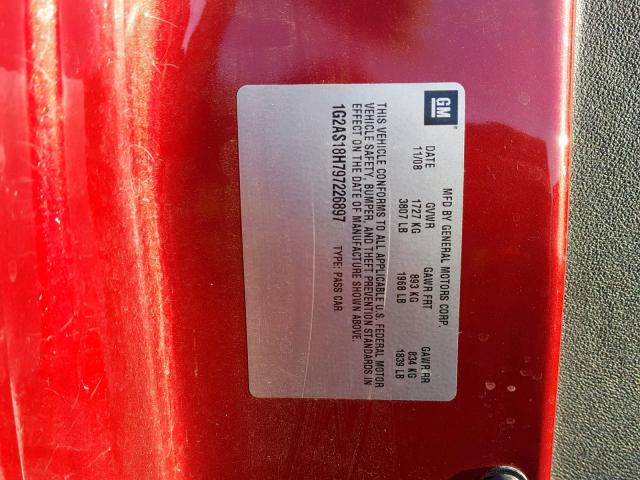 GM
MFD BY GENERAL MOTORS CORP.
DATE GVWR GAWR FRT GAWR RR
11/08 1727 KG 893 KG 834 KG
3807 LB 1968 LB 1839 LB
THIS VEHICLE CONFORMS TO ALL APPLICABLE U.S. FEDERAL MOTOR
VEHICLE SAFETY, BUMPER, AND THEFT PREVENTION STANDARDS IN
EFFECT ON THE DATE OF MANUFACTURE SHOWN ABOVE.
1G2AS18H797226897 TYPE: PASS CAR